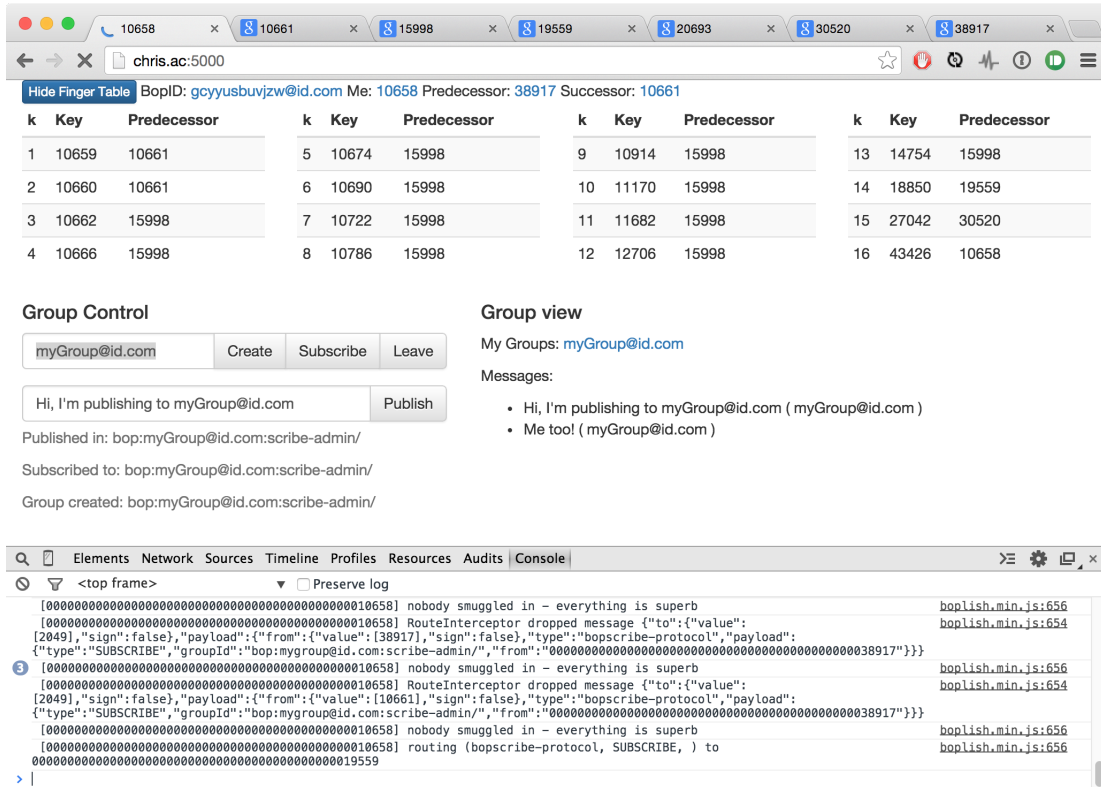 10658 × 10661 × 15998 × 19559 × 20693 × 30520 × 38917 ×
chris.ac:5000
Hide Finger Table BopID: gcyyusbuvjzw@id.com Me: 10658 Predecessor: 38917 Successor: 10661
k Key Predecessor k Key Predecessor k Key Predecessor k Key Predecessor
1 10659 10661 5 10674 15998 9 10914 15998 13 14754 15998
2 10660 10661 6 10690 15998 10 11170 15998 14 18850 19559
3 10662 15998 7 10722 15998 11 11682 15998 15 27042 30520
4 10666 15998 8 10786 15998 12 12706 15998 16 43426 10658
Group Control
myGroup@id.com Create Subscribe Leave
Hi, I'm publishing to myGroup@id.com Publish
Published in: bop:myGroup@id.com:scribe-admin/
Subscribed to: bop:myGroup@id.com:scribe-admin/
Group created: bop:myGroup@id.com:scribe-admin/
Group view
My Groups: myGroup@id.com
Messages:
• Hi, I'm publishing to myGroup@id.com ( myGroup@id.com )
• Me too! ( myGroup@id.com )
Elements Network Sources Timeline Profiles Resources Audits Console
<top frame> ▼ Preserve log
[0000000000000000000000000000000000000000000010658] nobody smuggled in – everything is superb boplish.min.js:656
[0000000000000000000000000000000000000000000010658] RouteInterceptor dropped message {"to":{"value": boplish.min.js:654
[2049],"sign":false},"payload":{"from":{"value":[38917],"sign":false},"type":"bopscribe-protocol","payload":
{"type":"SUBSCRIBE","groupId":"bop:mygroup@id.com:scribe-admin/","from":"0000000000000000000000000000000000000000000038917"}}}
3 [0000000000000000000000000000000000000000000010658] nobody smuggled in – everything is superb boplish.min.js:656
[0000000000000000000000000000000000000000000010658] RouteInterceptor dropped message {"to":{"value": boplish.min.js:654
[2049],"sign":false},"payload":{"from":{"value":[10661],"sign":false},"type":"bopscribe-protocol","payload":
{"type":"SUBSCRIBE","groupId":"bop:mygroup@id.com:scribe-admin/","from":"0000000000000000000000000000000000000000000038917"}}}
[0000000000000000000000000000000000000000000010658] nobody smuggled in – everything is superb boplish.min.js:656
[0000000000000000000000000000000000000000000010658] routing (bopscribe-protocol, SUBSCRIBE, ) to boplish.min.js:656
0000000000000000000000000000000000000000000019559
>